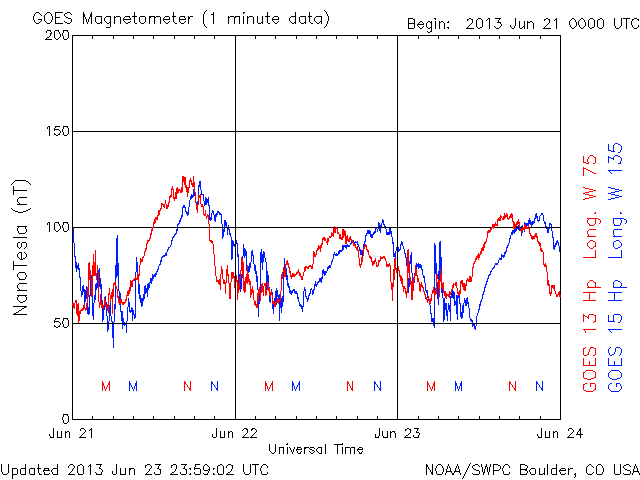 GOES Magnetometer (1 minute data)
Begin: 2013 Jun 21 0000 UTC
200
150
100
50
0
NanoTesla (nT)
M M N N M M N N M M N N
Jun 21 Jun 22 Jun 23 Jun 24
Universal Time
GOES 13 Hp Long. W 75
GOES 15 Hp Long. W 135
Updated 2013 Jun 23 23:59:02 UTC
NOAA/SWPC Boulder, CO USA